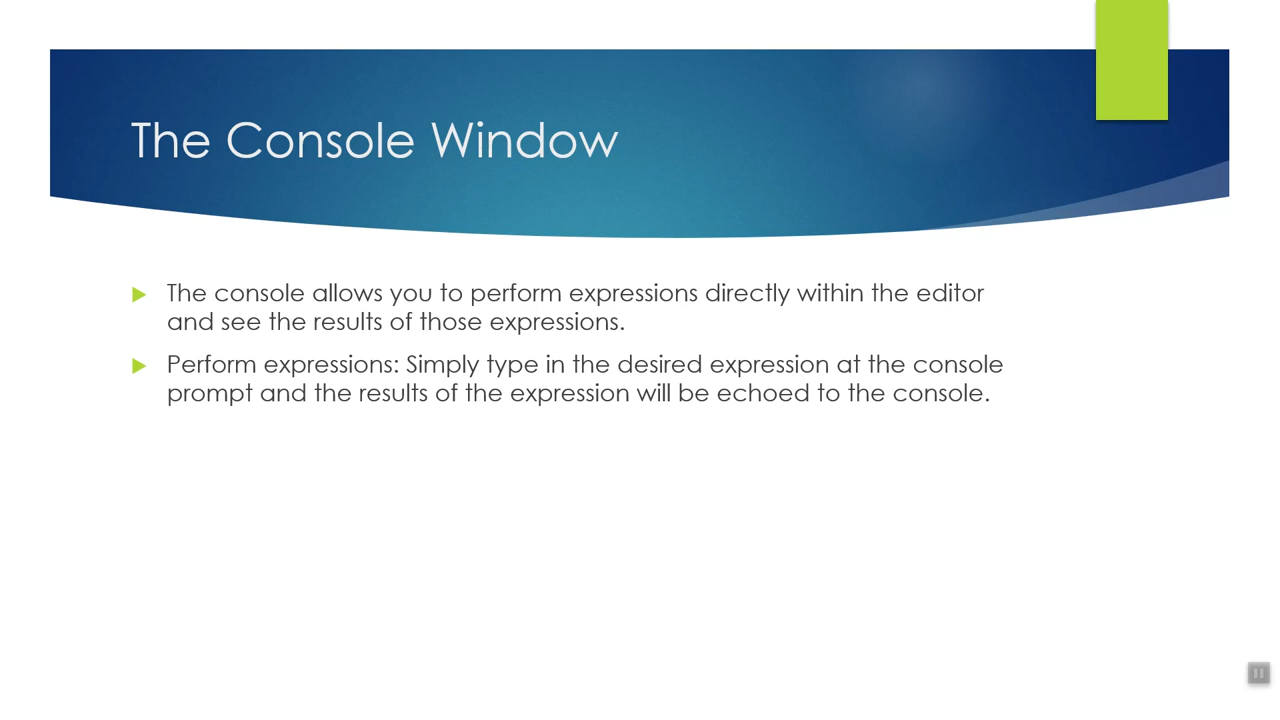 The Console Window
The console allows you to perform expressions directly within the editor
and see the results of those expressions.
Perform expressions: Simply type in the desired expression at the console
prompt and the results of the expression will be echoed to the console.